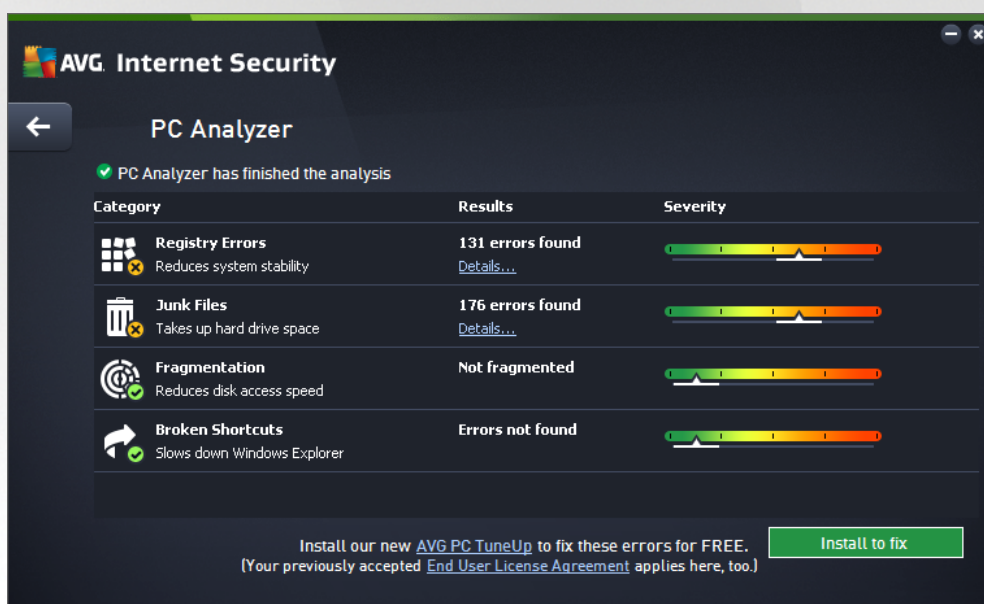 AVG. Internet Security
PC Analyzer
PC Analyzer has finished the analysis
Category Results Severity
Registry Errors 131 errors found
Reduces system stability Details...
Junk Files 176 errors found
Takes up hard drive space Details...
Fragmentation Not fragmented
Reduces disk access speed
Broken Shortcuts Errors not found
Slows down Windows Explorer
Install our new AVG PC TuneUp to fix these errors for FREE. Install to fix
(Your previously accepted End User License Agreement applies here, too.)